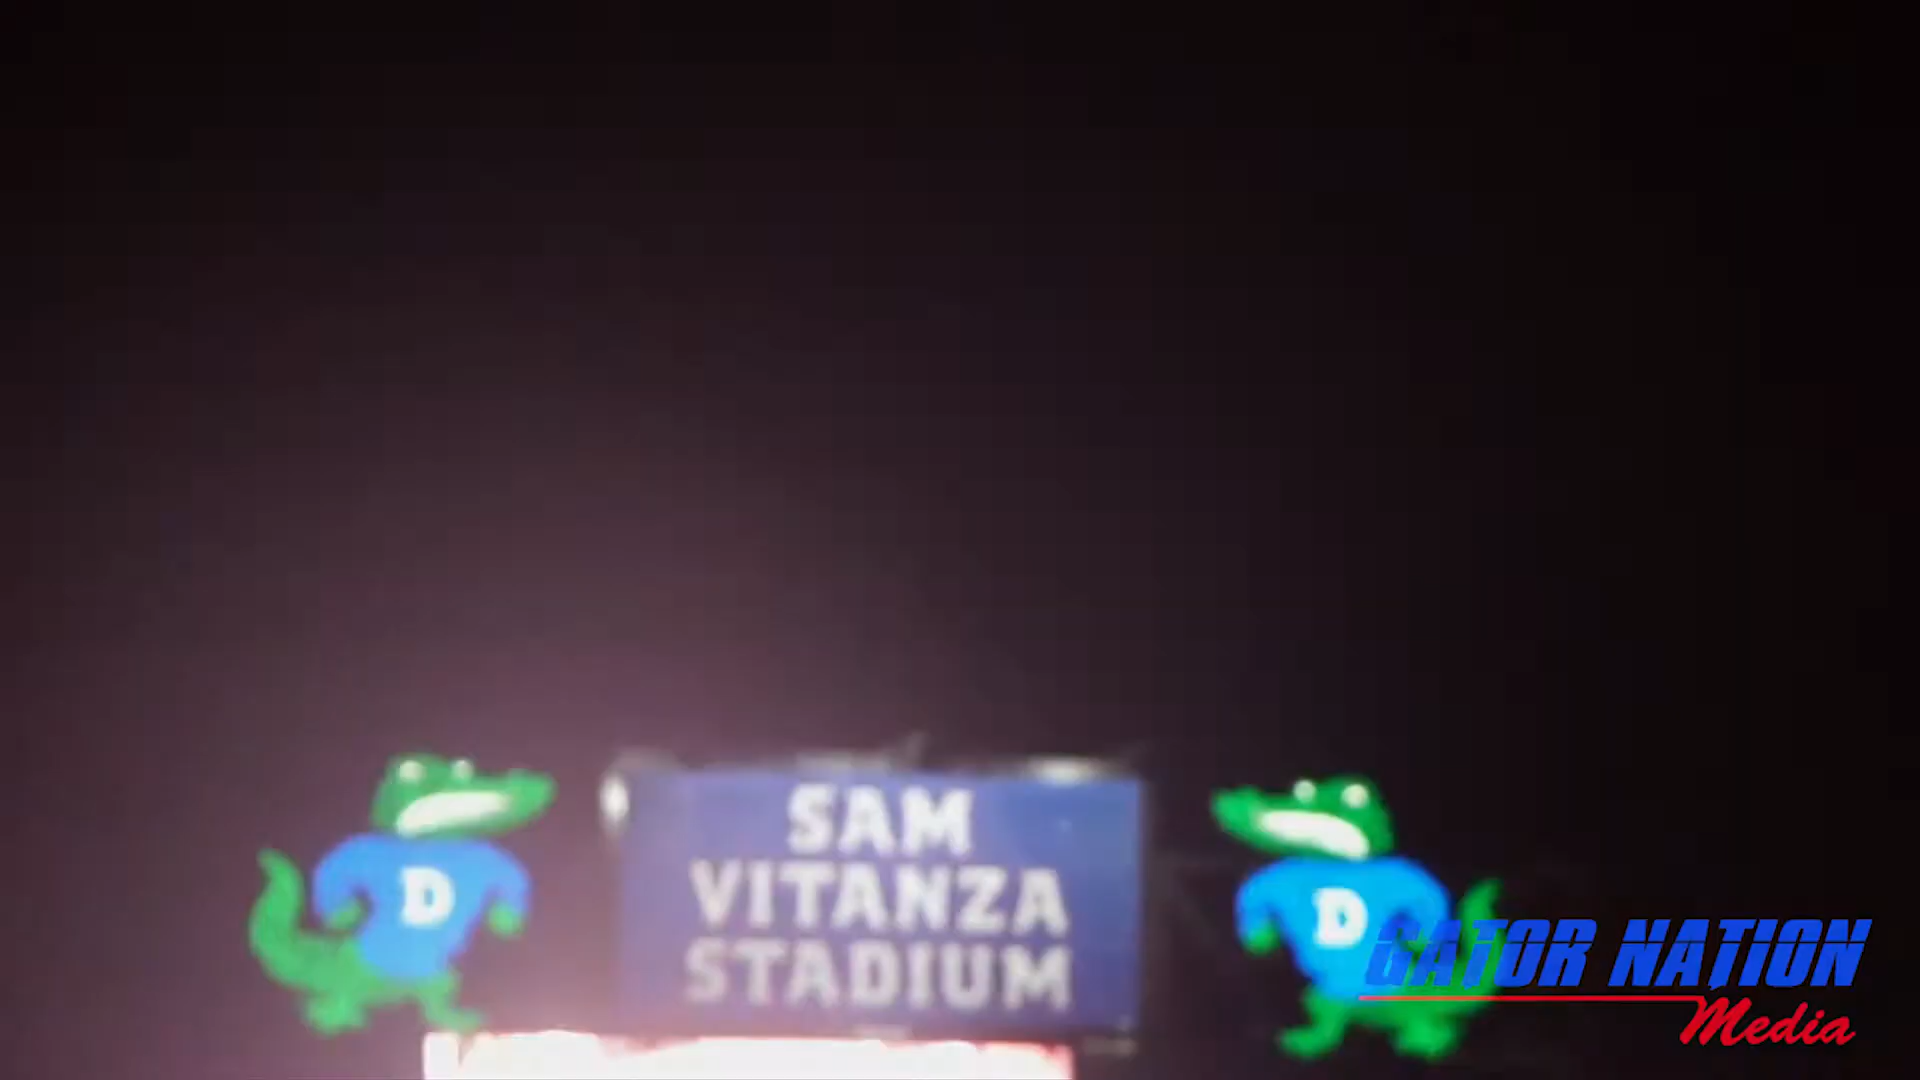 SAM
VITANZA
STADIUM
D
D
GATOR NATION
Media